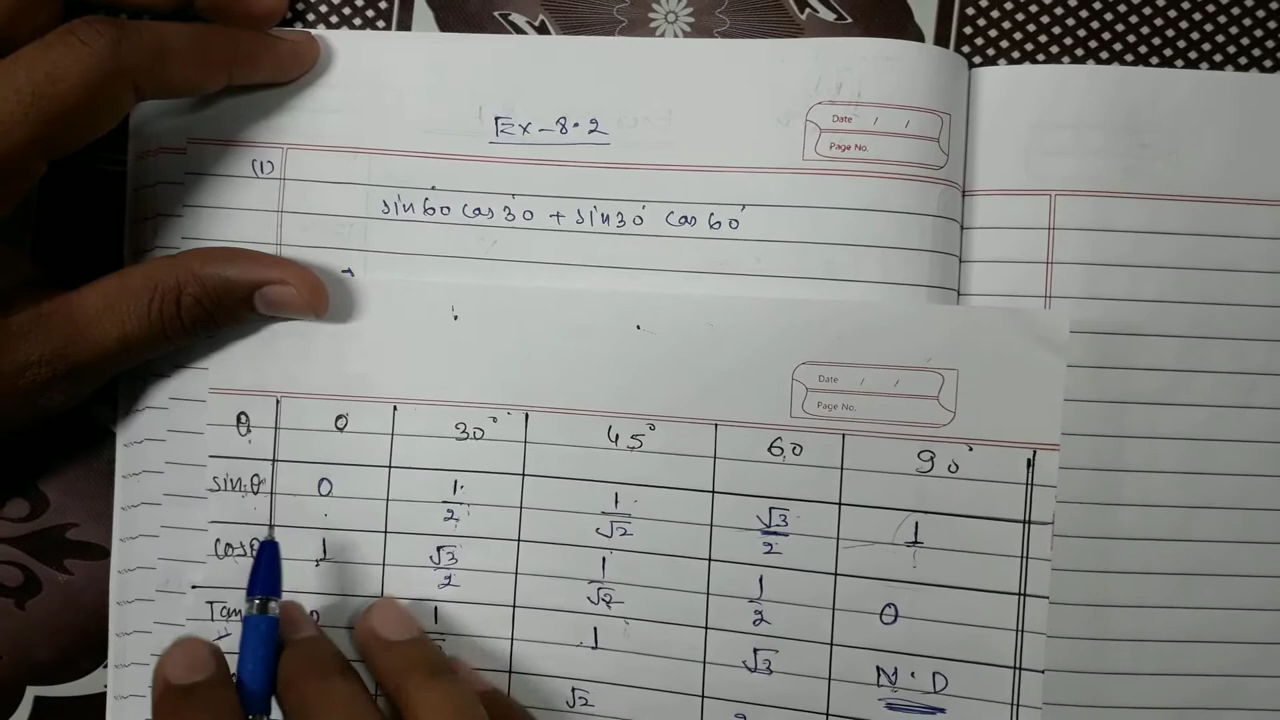 Ex-8.2
Date / /
Page No.
(1)
sin60° cos30° + sin30° cos60°
Date / /
Page No.
θ 0 30° 45° 60 90°
sinθ 0 1/2 1/√2 √3/2 1
cosθ 1 √3/2 1/√2 1/2 0
Tan 0 1 1 √3 N.D
√2